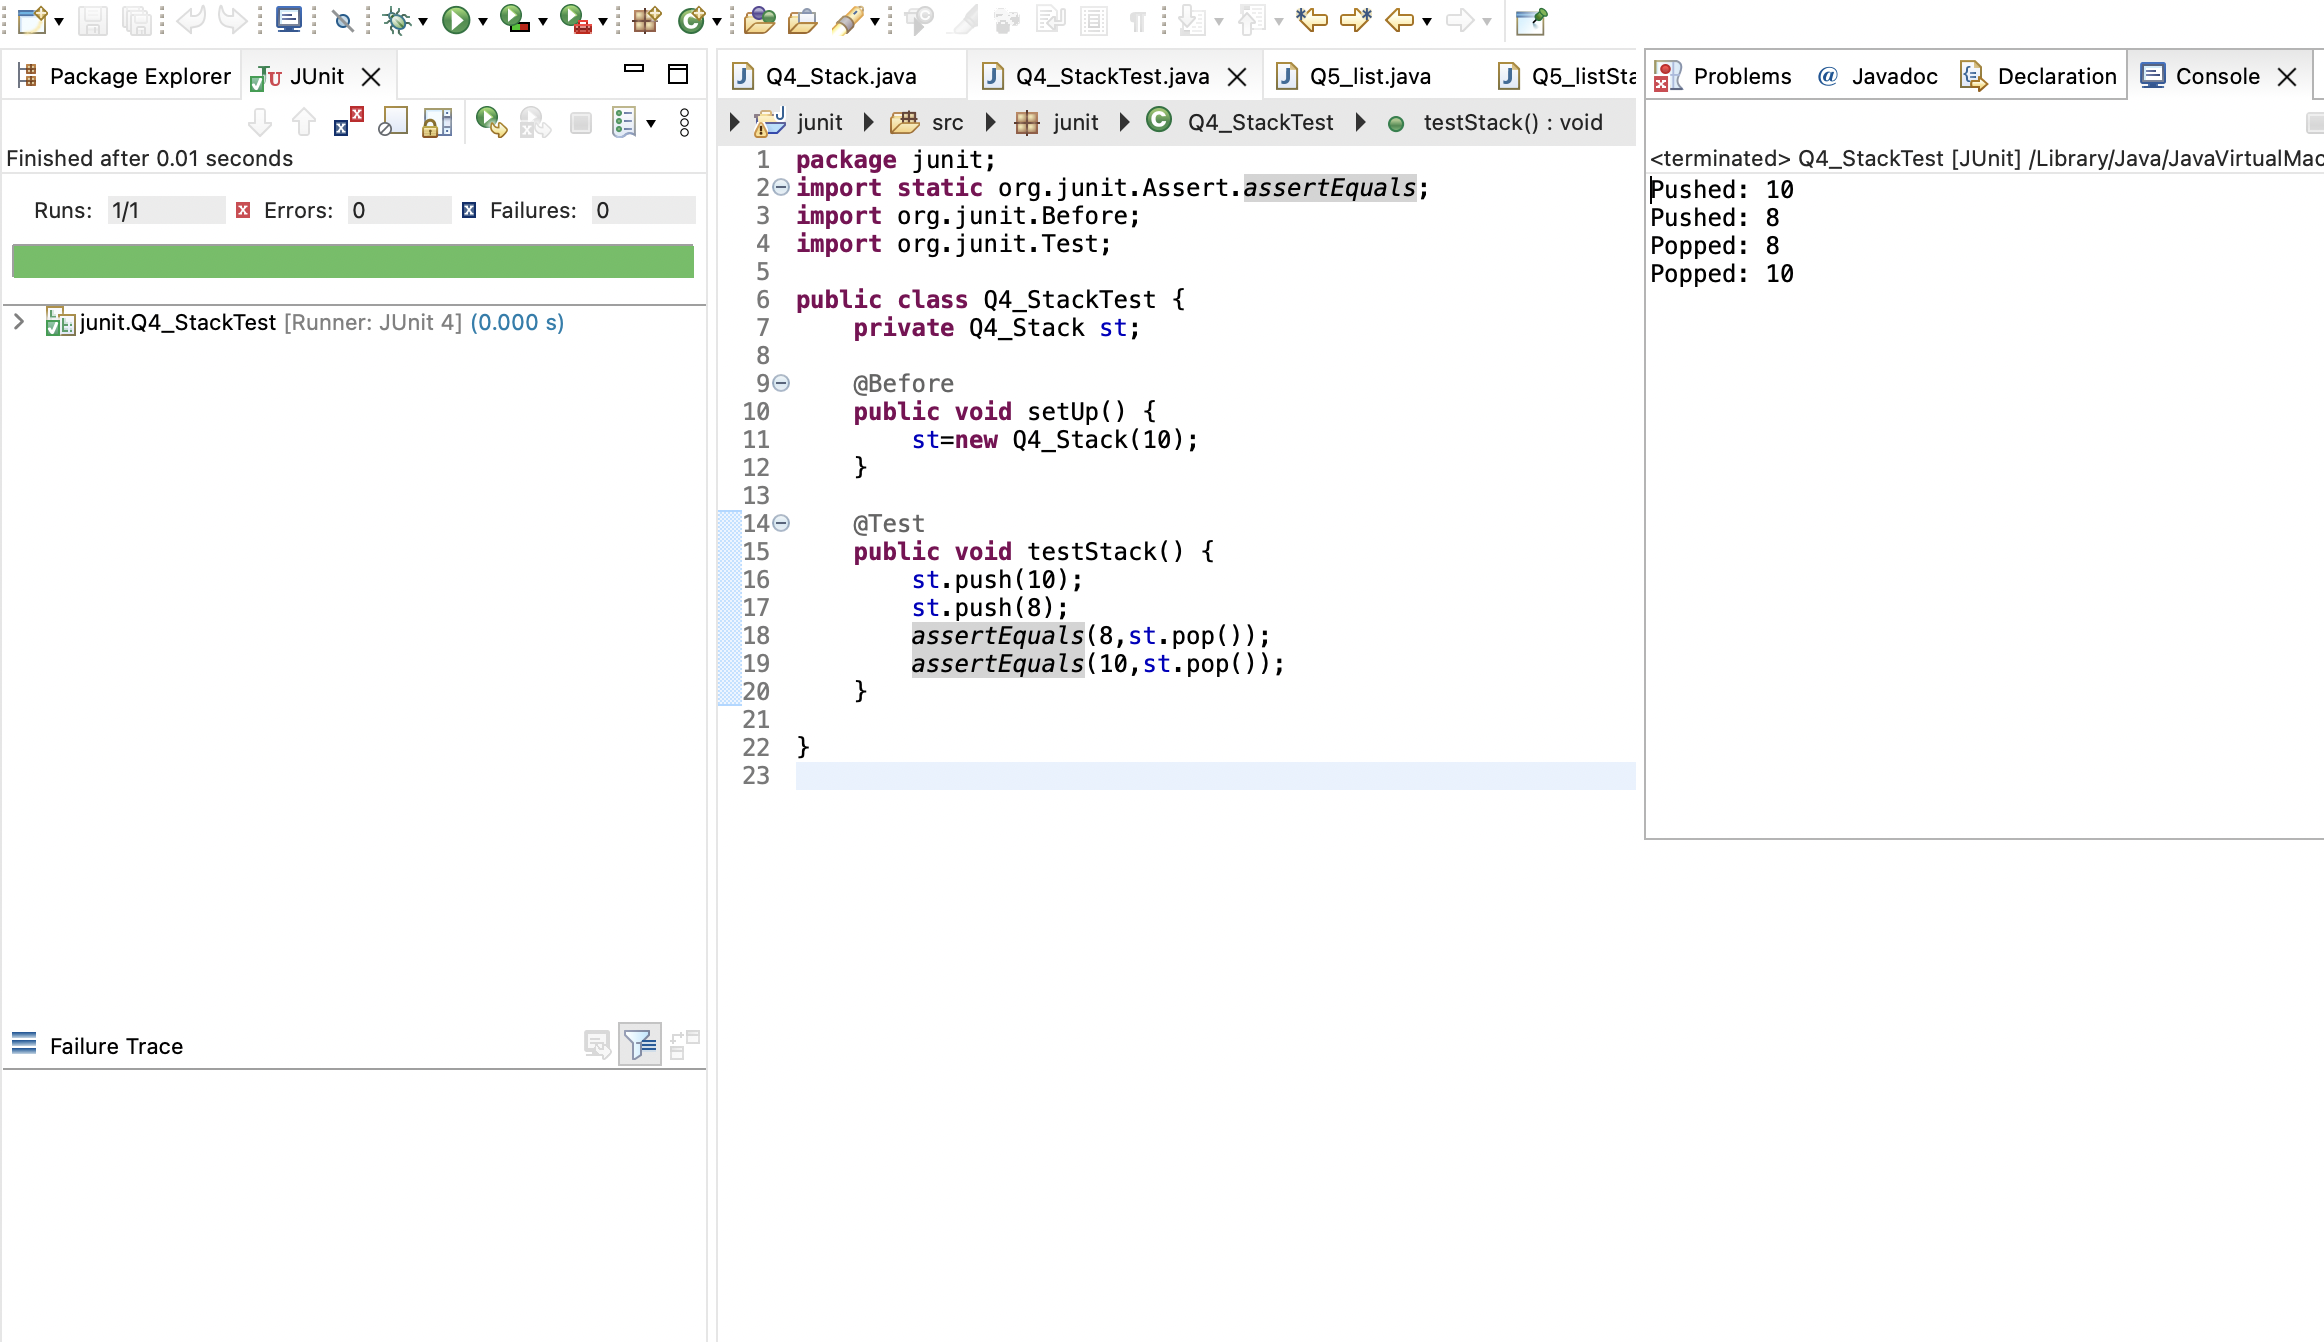 Package Explorer
JUnit
Finished after 0.01 seconds
Runs: 1/1 Errors: 0 Failures: 0
junit.Q4_StackTest [Runner: JUnit 4] (0.000 s)
Failure Trace
Q4_Stack.java
Q4_StackTest.java
Q5_list.java
Q5_listSta
junit src junit Q4_StackTest testStack() : void
1 package junit;
2 import static org.junit.Assert.assertEquals;
3 import org.junit.Before;
4 import org.junit.Test;
5
6 public class Q4_StackTest {
7     private Q4_Stack st;
8
9     @Before
10     public void setUp() {
11         st=new Q4_Stack(10);
12     }
13
14     @Test
15     public void testStack() {
16         st.push(10);
17         st.push(8);
18         assertEquals(8,st.pop());
19         assertEquals(10,st.pop());
20     }
21
22 }
23
Problems
@ Javadoc
Declaration
Console
<terminated> Q4_StackTest [JUnit] /Library/Java/JavaVirtualMac
Pushed: 10
Pushed: 8
Popped: 8
Popped: 10